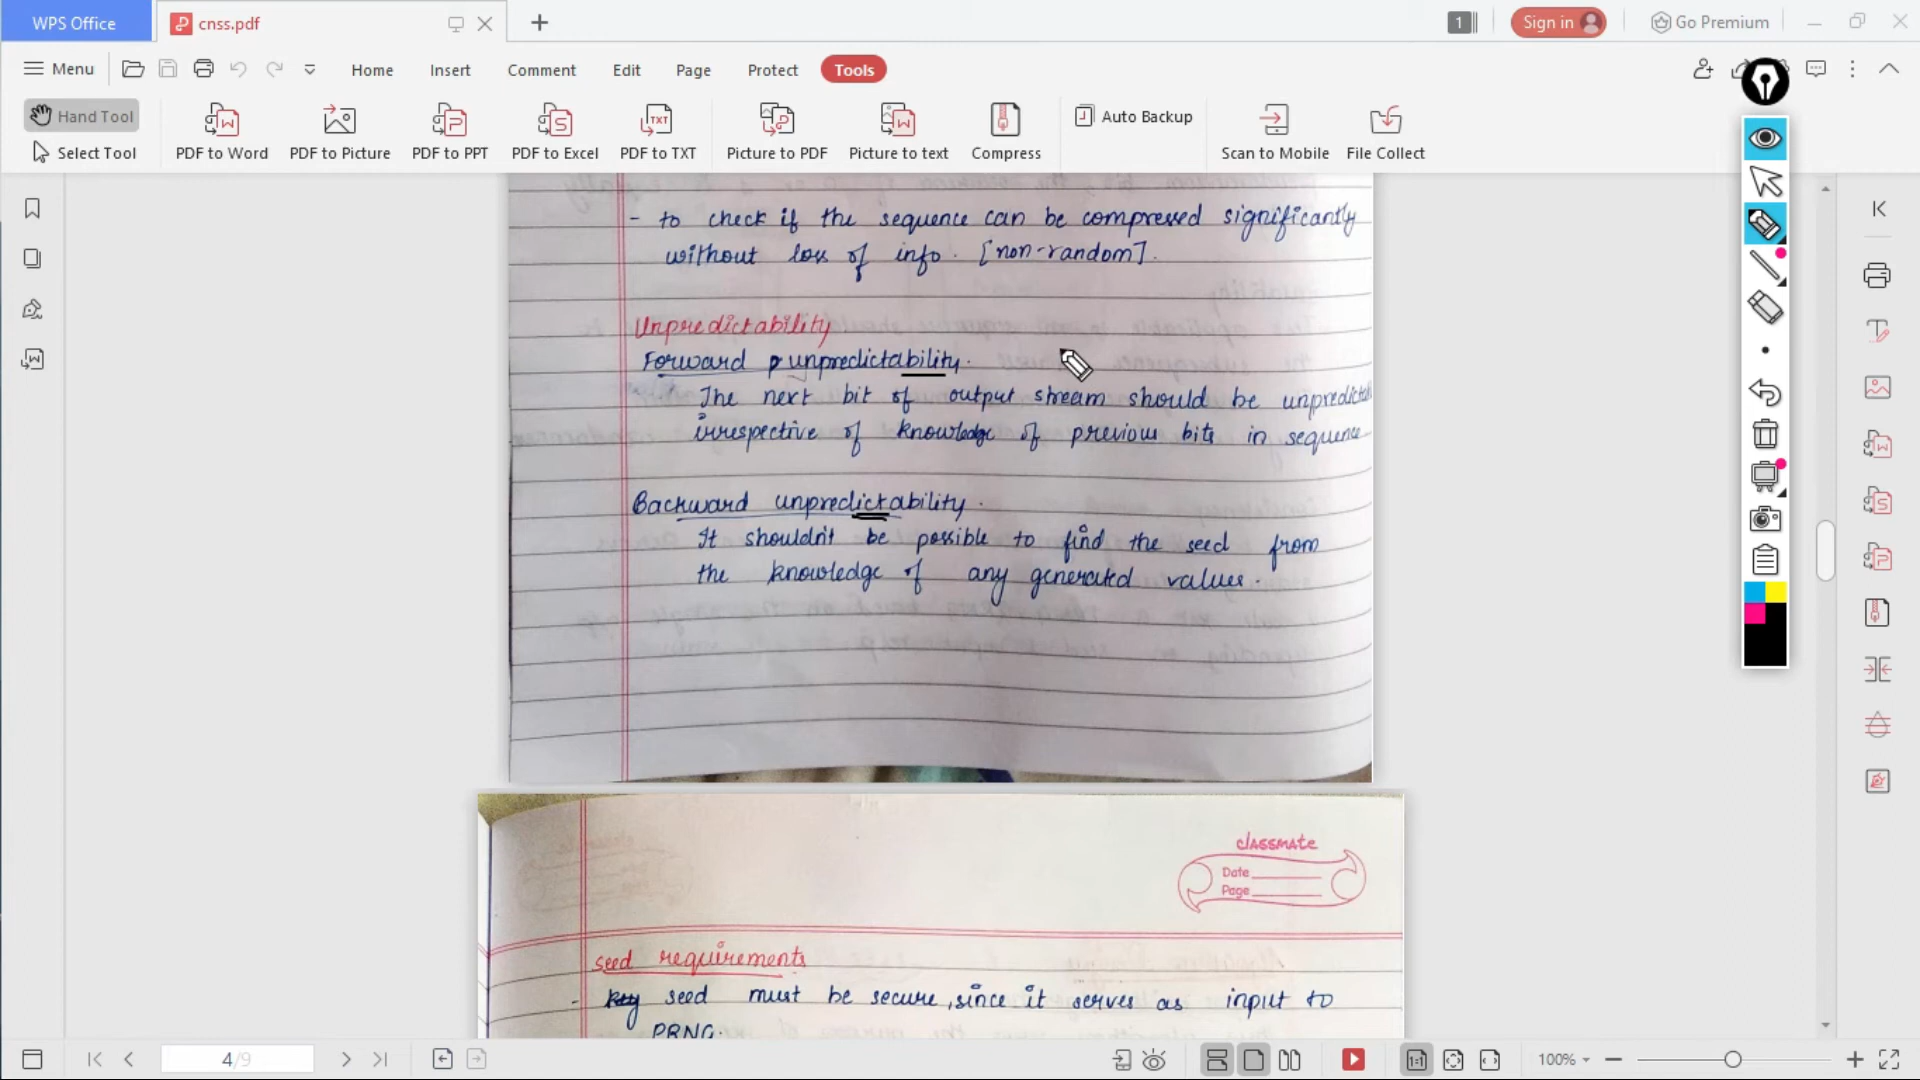 WPS Office
cnss.pdf
1
Sign in
Go Premium
Menu
Home
Insert
Comment
Edit
Page
Protect
Tools
Hand Tool
Select Tool
PDF to Word
PDF to Picture
PDF to PPT
PDF to Excel
PDF to TXT
Picture to PDF
Picture to text
Compress
Auto Backup
Scan to Mobile
File Collect
- to check if the sequence can be compressed significantly
without loss of info. [non-random].
Unpredictability
Forward unpredictability.
The next bit of output stream should be
irrespective of knowledge of previous bits in sequence
Backward unpredictability.
It shouldn't be possible to find the seed from
the knowledge of any generated values.
classmate
Date
Page
seed requirements
- key seed must be secure, since it serves as input to
PRNG.
4/9
1:1
100%